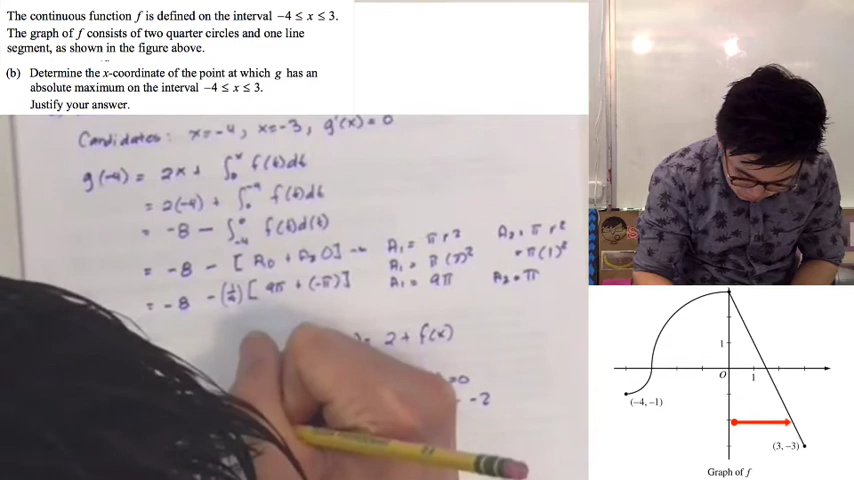 The continuous function f is defined on the interval −4 ≤ x ≤ 3.
The graph of f consists of two quarter circles and one line
segment, as shown in the figure above.
(b) Determine the x-coordinate of the point at which g has an
absolute maximum on the interval −4 ≤ x ≤ 3.
Justify your answer.
Candidates: x=-4, x=-3, g'(x)=0
g(-4) = 2x + ∫₀ˣ f(t)dt
= 2(-4) + ∫₀⁻⁴ f(t)dt
= -8 - ∫₋₄⁰ f(t)d(t)
= -8 -
A₁ = πr² A₂ = πr²
A₁ = π(3)² = π(1)²
A₁ = 9π A₂ = π
= -8 - (1/4)[9π + (-π)]
= 2 + f(x)
=0
-2
1
O 1
(−4, −1)
(3, −3)
Graph of f